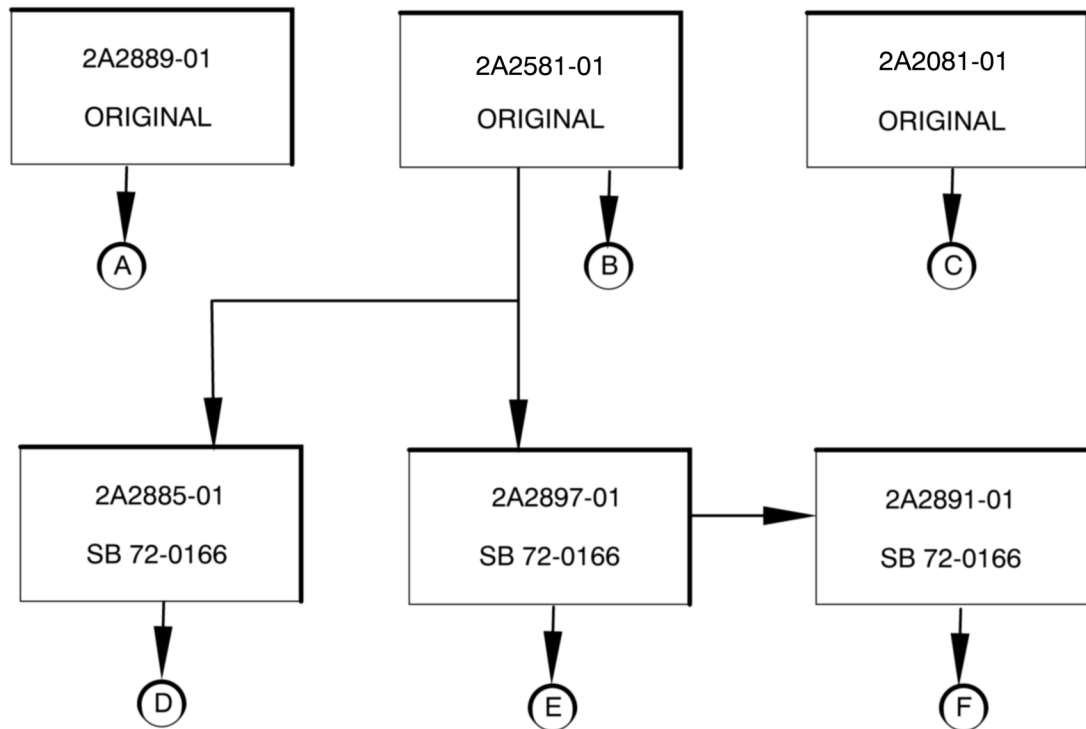 2A2889-01
ORIGINAL
2A2581-01
ORIGINAL
2A2081-01
ORIGINAL
A
B
C
2A2885-01
SB 72-0166
2A2897-01
SB 72-0166
2A2891-01
SB 72-0166
D
E
F